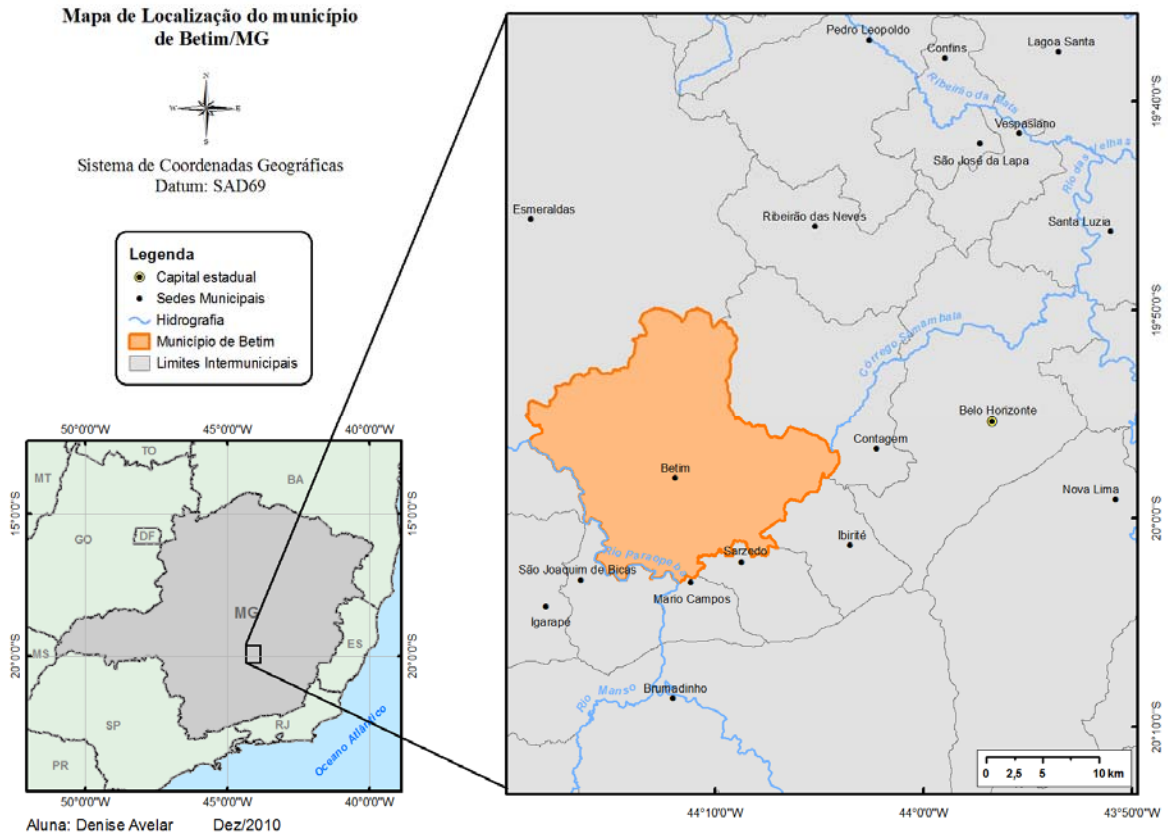 Mapa de Localização do município
de Betim/MG
N
W E
S
Sistema de Coordenadas Geográficas
Datum: SAD69
Legenda
Capital estadual
Sedes Municipais
Hidrografia
Município de Betim
Limites Intermunicipais
50°0'0"W 45°0'0"W 40°0'0"W
TO
MT
BA
15°0'0"S
15°0'0"S
GO
DF
MG
MS
ES
20°0'0"S
20°0'0"S
SP
RJ
PR
Oceano Atlântico
50°0'0"W 45°0'0"W 40°0'0"W
Aluna: Denise Avelar Dez/2010
Pedro Leopoldo
Confins
Lagoa Santa
Ribeirão da Mata
19°40'0"S
Vespasiano
São José da Lapa
Rio das Velhas
Esmeraldas
Ribeirão das Neves
Santa Luzia
19°50'0"S
Córrego Samambaia
Belo Horizonte
Contagem
Betim
Nova Lima
20°0'0"S
Ibirité
Sarzedo
Rio Paraopeba
São Joaquim de Bicas
Mario Campos
Igarapé
Brumadinho
Rio Manso
20°10'0"S
0 2,5 5 10 km
44°10'0"W 44°0'0"W 43°50'0"W